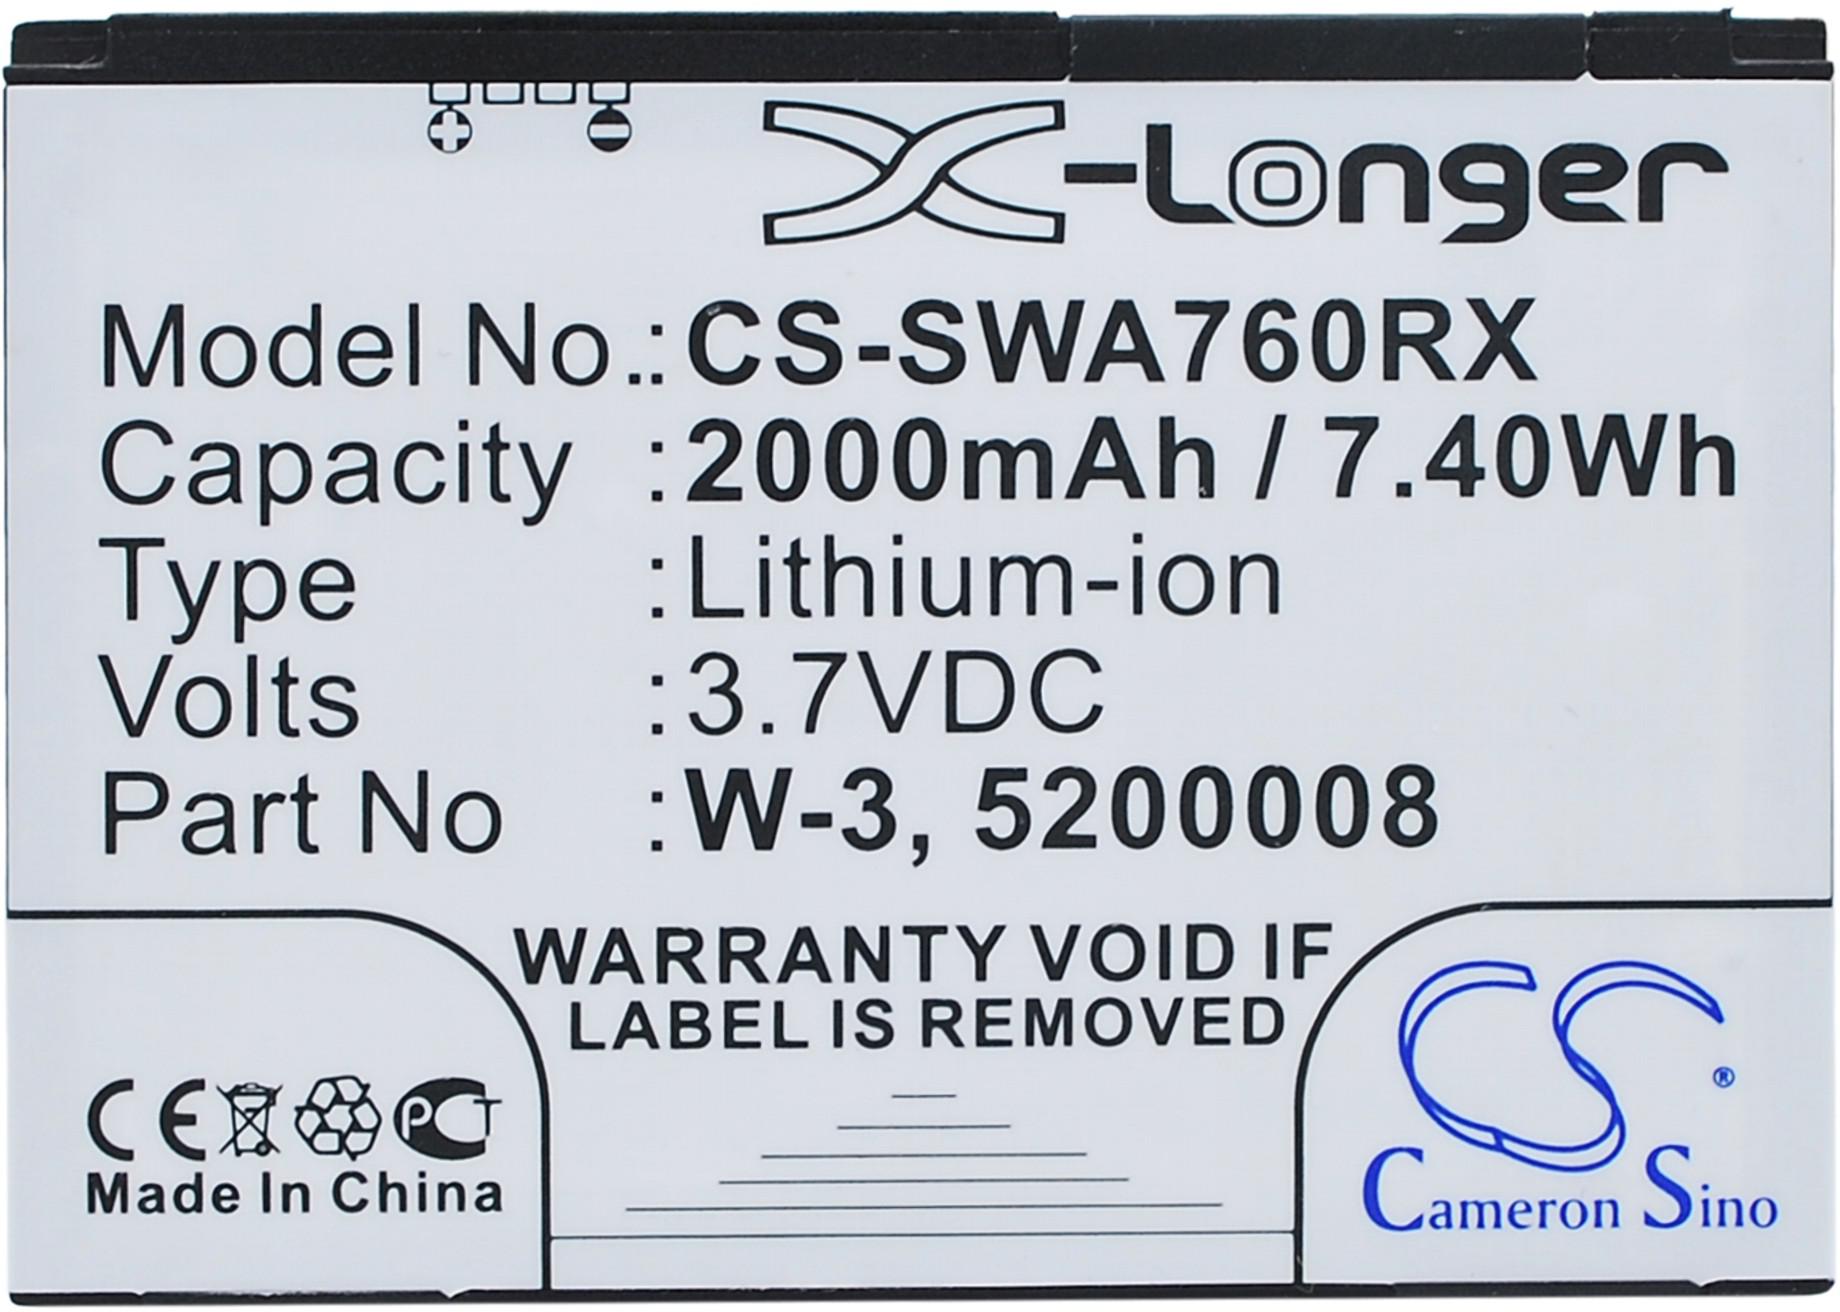 X-Longer
Model No.: CS-SWA760RX
Capacity : 2000mAh / 7.40Wh
Type : Lithium-ion
Volts : 3.7VDC
Part No : W-3, 5200008
WARRANTY VOID IF
LABEL IS REMOVED
CE PCT
Made In China
CS ®
Cameron Sino